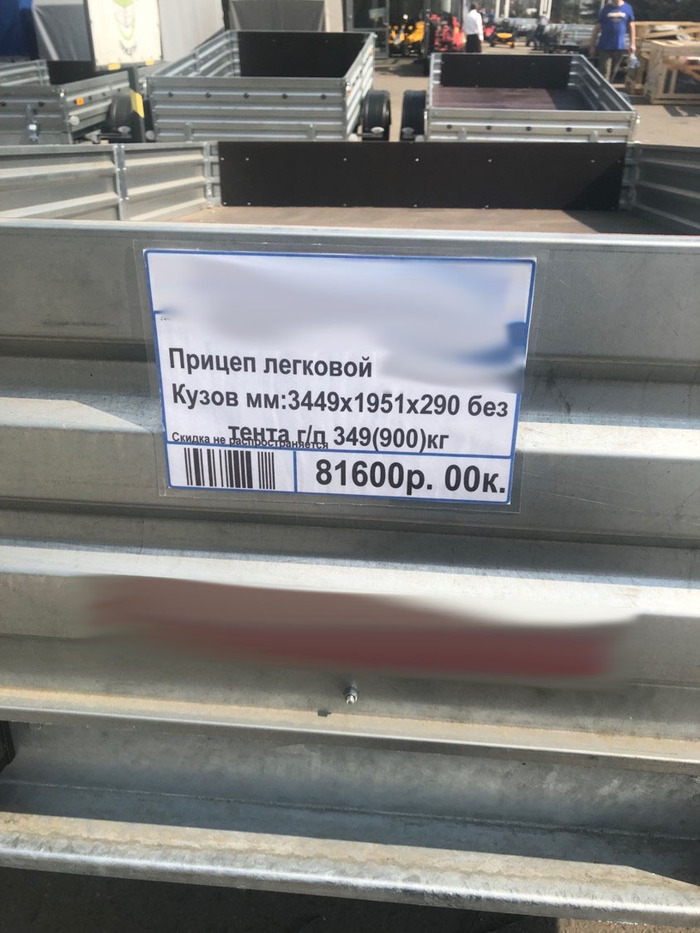 Прицеп легковой
Кузов мм:3449х1951х290 без
тента г/п 349(900)кг
Скидка не распространяется
81600р. 00к.